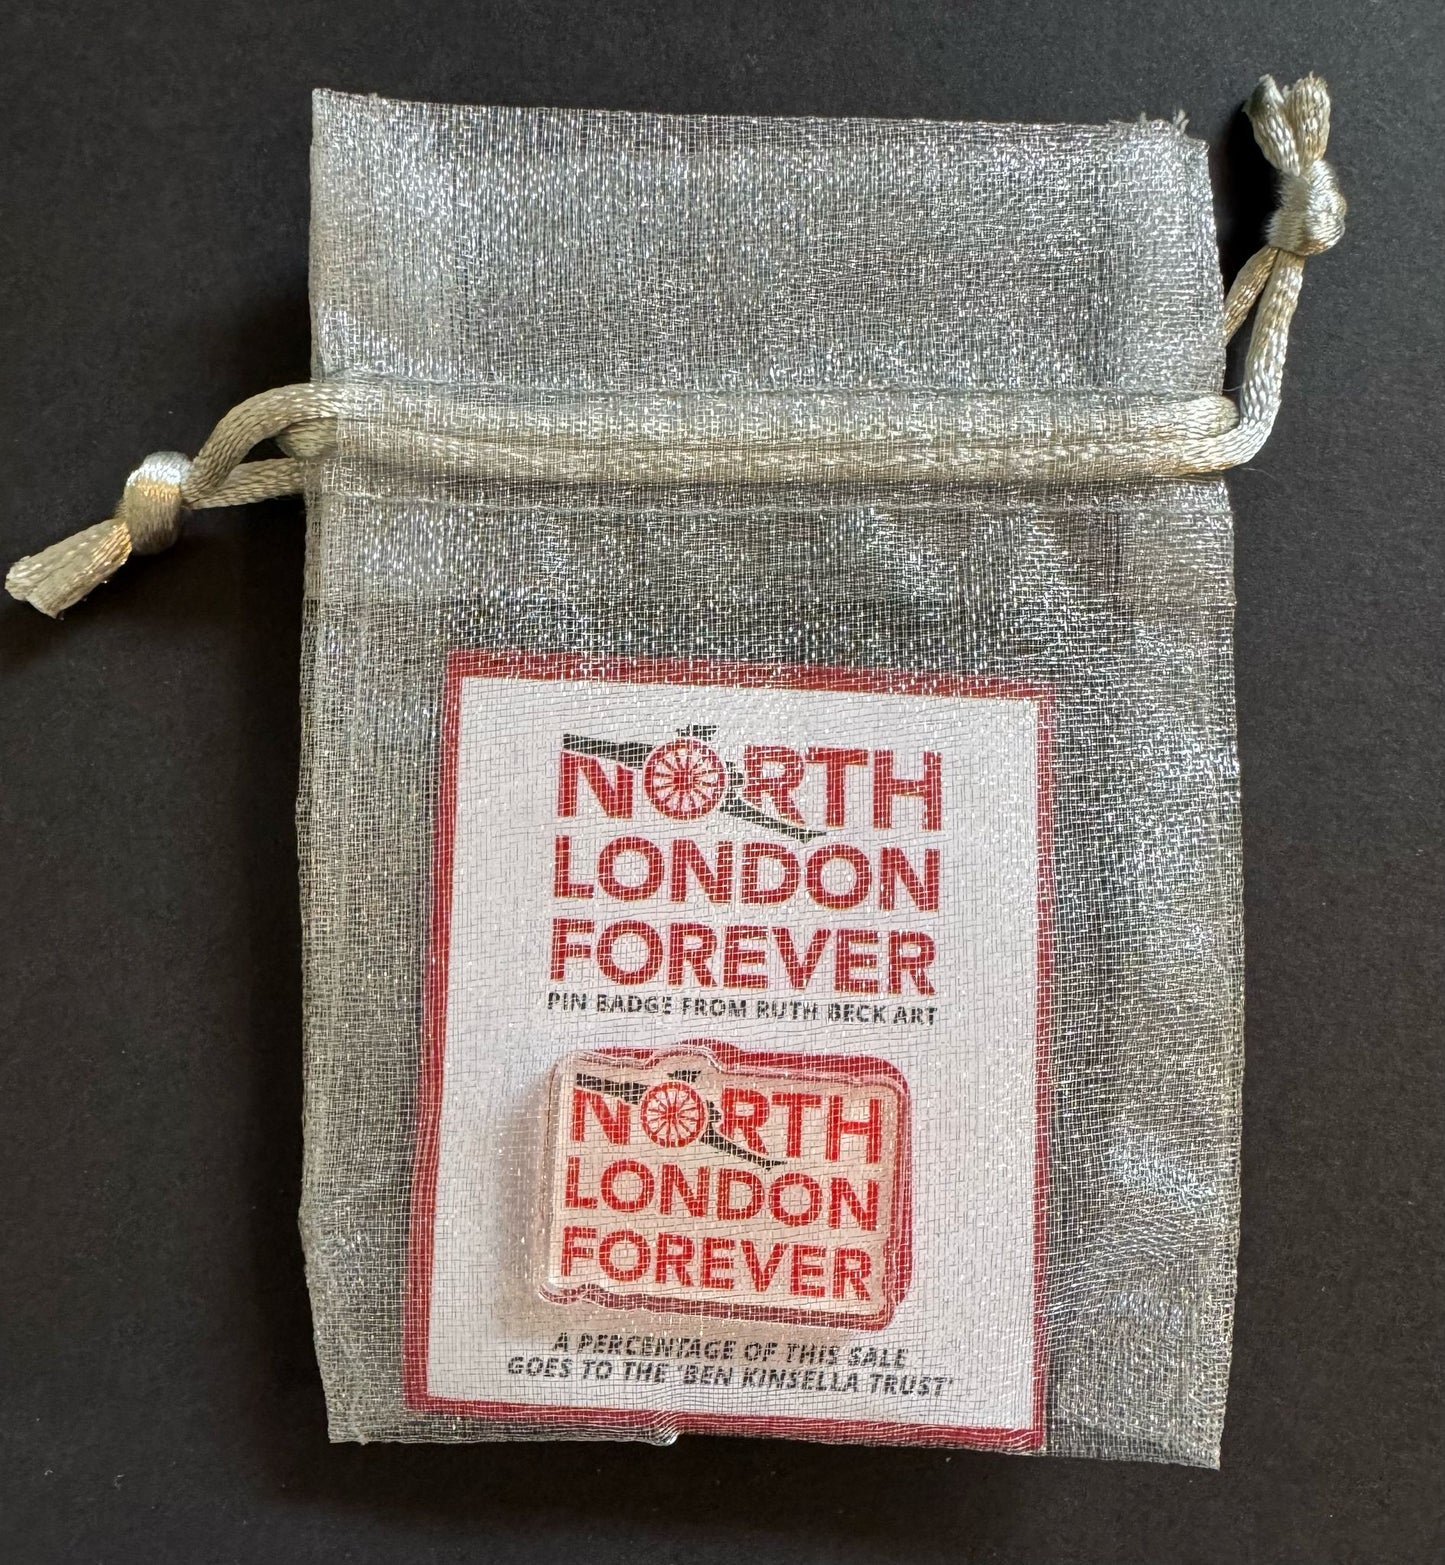 NORTH
LONDON
FOREVER
PIN BADGE FROM RUTH BECK ART
NORTH
LONDON
FOREVER
A PERCENTAGE OF THIS SALE
GOES TO THE 'BEN KINSELLA TRUST'